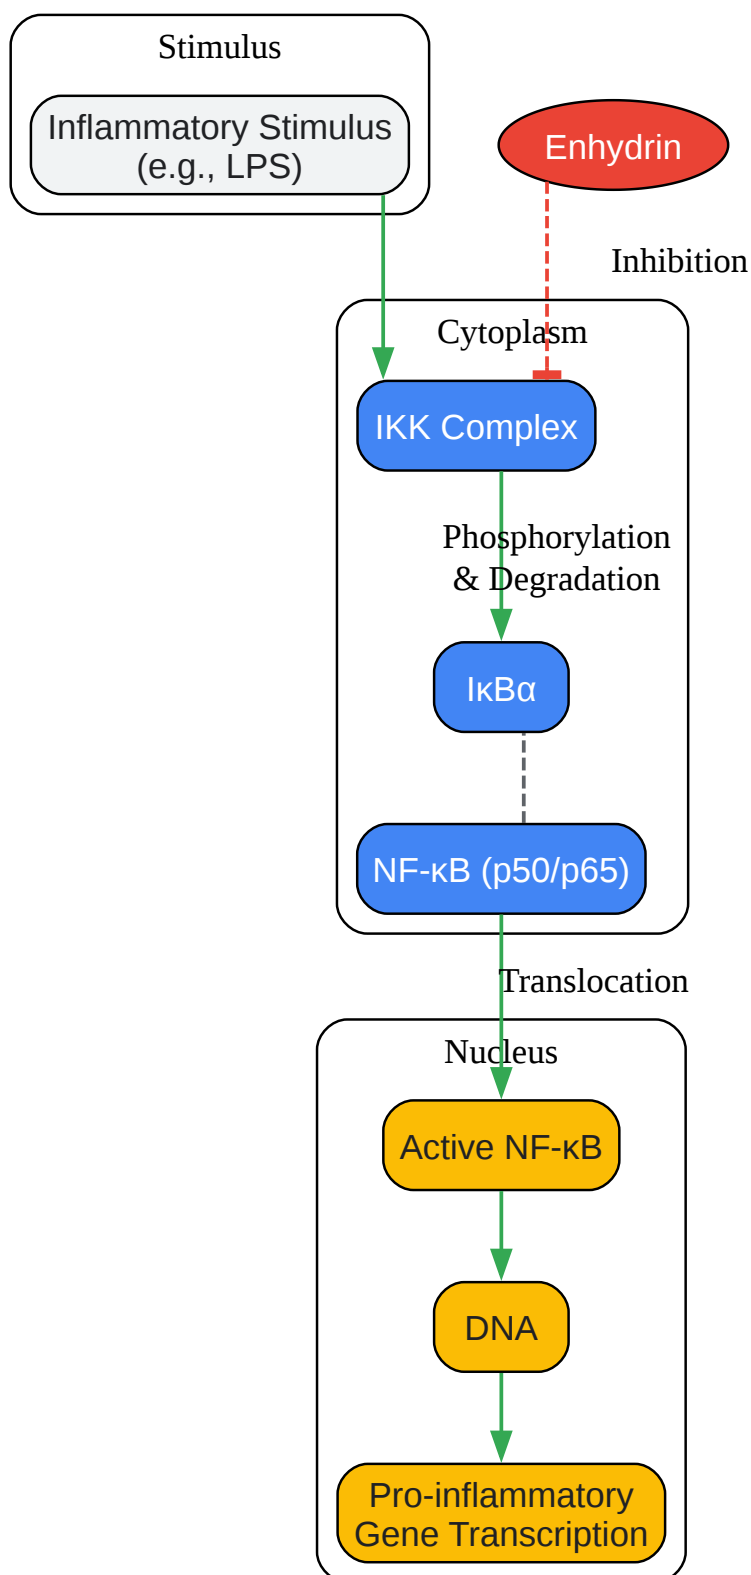 Stimulus
Inflammatory Stimulus
(e.g., LPS)
Enhydrin
Inhibition
Cytoplasm
IKK Complex
Phosphorylation
& Degradation
IκBα
NF-κB (p50/p65)
Translocation
Nucleus
Active NF-κB
DNA
Pro-inflammatory
Gene Transcription